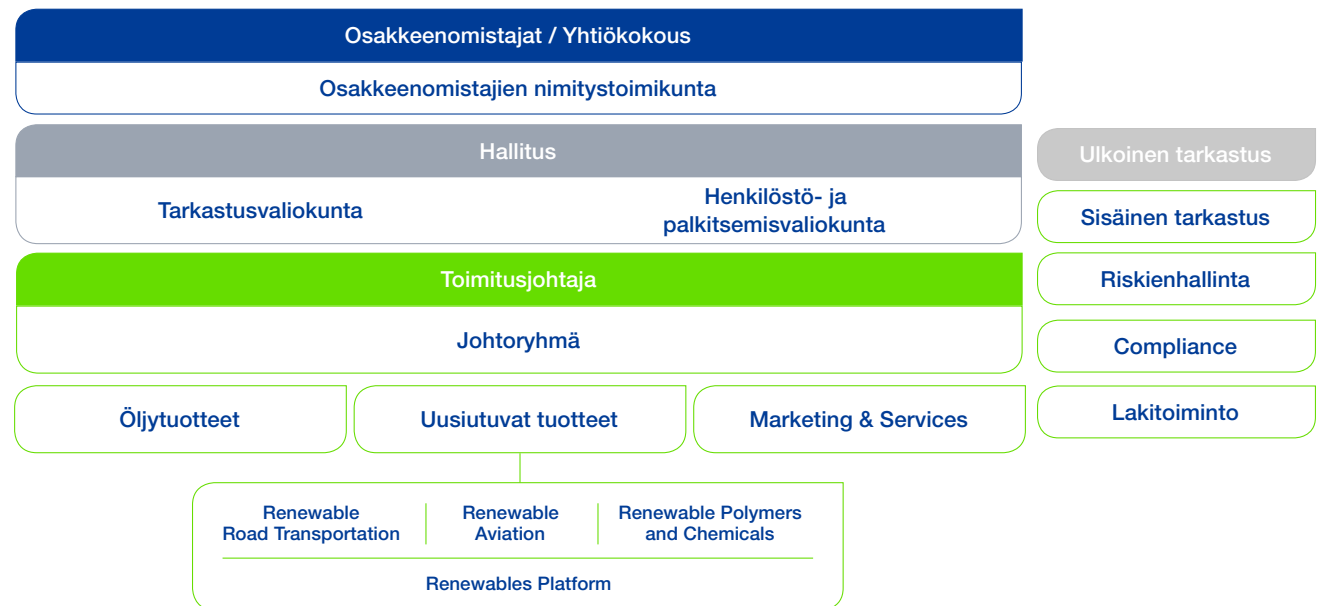 Osakkeenomistajat / Yhtiökokous
Osakkeenomistajien nimitystoimikunta
Hallitus
Tarkastusvaliokunta
Henkilöstö- ja
palkitsemisvaliokunta
Toimitusjohtaja
Johtoryhmä
Öljytuotteet
Uusiutuvat tuotteet
Marketing & Services
Renewable
Road Transportation
Renewable
Aviation
Renewable Polymers
and Chemicals
Renewables Platform
Ulkoinen tarkastus
Sisäinen tarkastus
Riskienhallinta
Compliance
Lakitoiminto